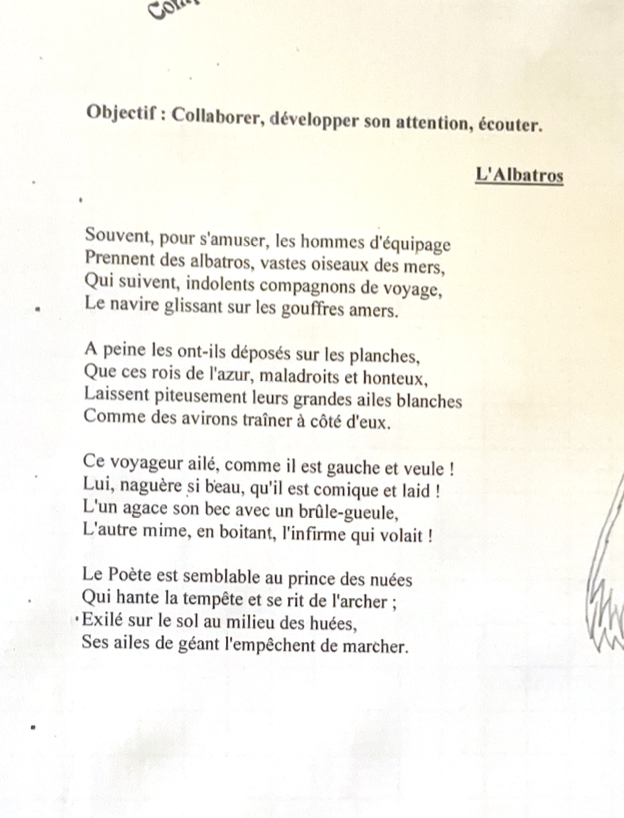 Objectif : Collaborer, développer son attention, écouter.
L'Albatros
Souvent, pour s'amuser, les hommes d'équipage
Prennent des albatros, vastes oiseaux des mers,
Qui suivent, indolents compagnons de voyage,
Le navire glissant sur les gouffres amers.
A peine les ont-ils déposés sur les planches,
Que ces rois de l'azur, maladroits et honteux,
Laissent piteusement leurs grandes ailes blanches
Comme des avirons traîner à côté d'eux.
Ce voyageur ailé, comme il est gauche et veule !
Lui, naguère si beau, qu'il est comique et laid !
L'un agace son bec avec un brûle-gueule,
L'autre mime, en boitant, l'infirme qui volait !
Le Poète est semblable au prince des nuées
Qui hante la tempête et se rit de l'archer ;
Exilé sur le sol au milieu des huées,
Ses ailes de géant l'empêchent de marcher.